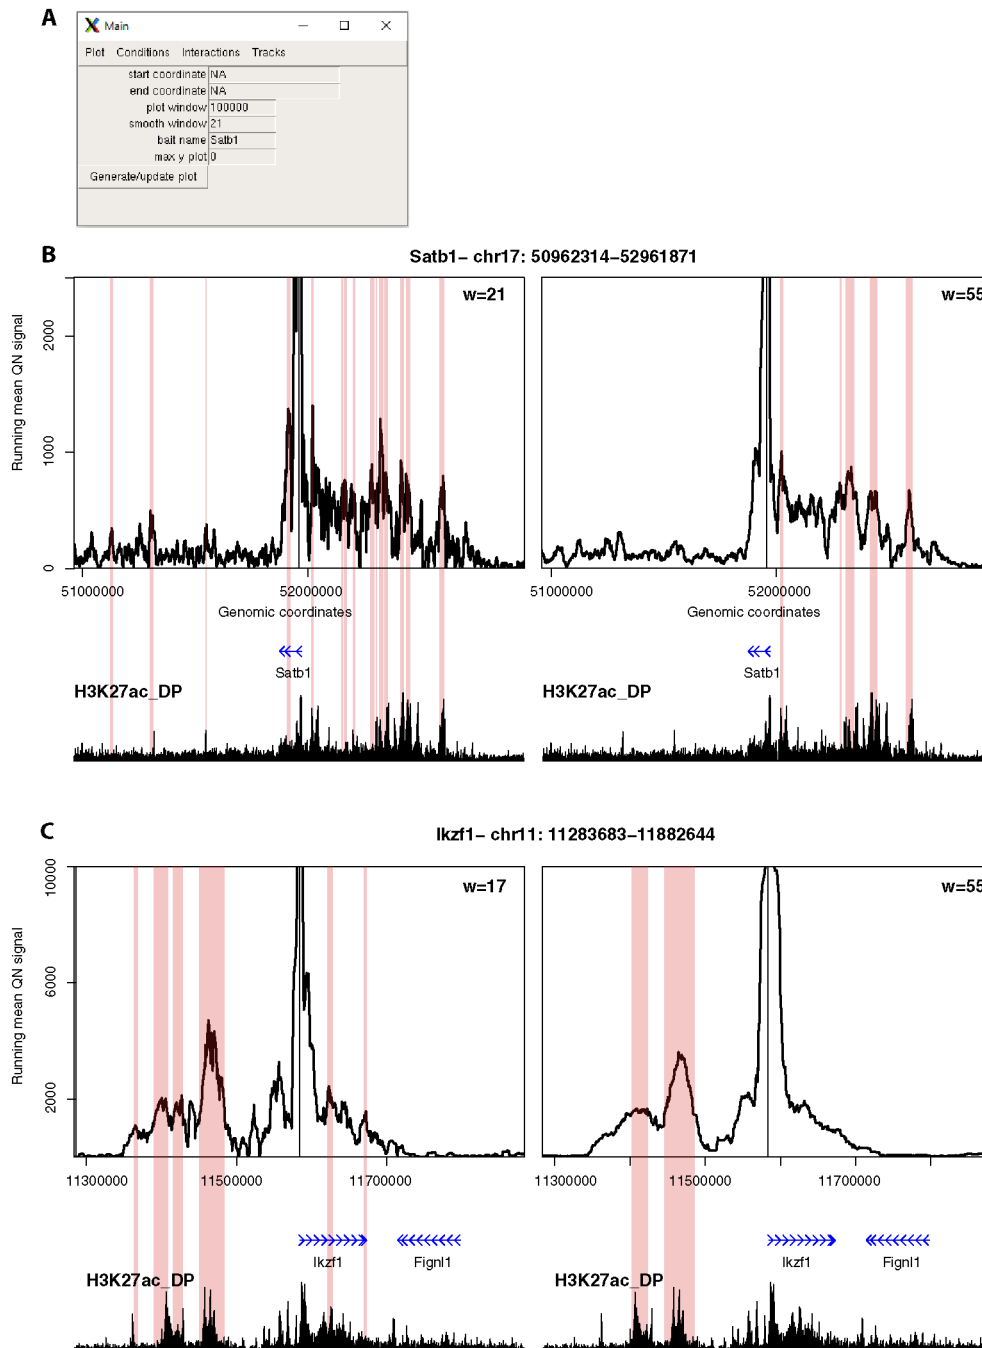 A
Main
Plot Conditions Interactions Tracks
start coordinate NA
end coordinate NA
plot window 100000
smooth window 21
bait name Satb1
max y plot 0
Generate/update plot
B
Satb1– chr17: 50962314–52961871
w=21
w=55
Running mean QN signal
2000
1000
0
51000000 52000000
51000000 52000000
Genomic coordinates
Genomic coordinates
Satb1
Satb1
H3K27ac_DP
H3K27ac_DP
C
Ikzf1– chr11: 11283683–11882644
w=17
w=55
Running mean QN signal
10000
6000
2000
11300000 11500000 11700000
11300000 11500000 11700000
Ikzf1 Fignl1
Ikzf1 Fignl1
H3K27ac_DP
H3K27ac_DP